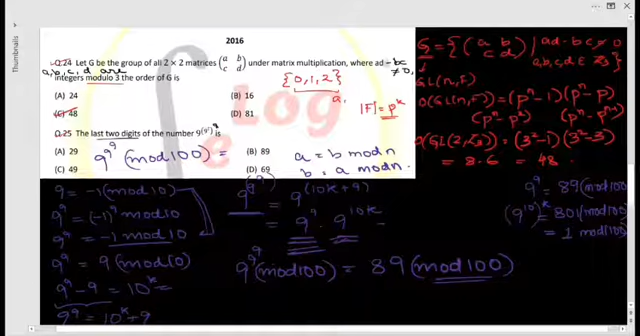 Thumbnails
2016
Q.24 Let G be the group of all 2 × 2 matrices (a b c d) under matrix multiplication, where ad - bc ≠ 0,
a, b, c, d are
integers modulo 3 the order of G is
{0, 1, 2}
(A) 24 (B) 16
(C) 48 (D) 81
|F| = p^k
Q.25 The last two digits of the number 9^(9^9) is
(A) 29 (B) 89
(C) 49 (D) 69
9^9^9 (mod 100) =
a = b mod n
b = a mod n
G = {(a b c d) | ad - bc ≠ 0
a, b, c, d ∈ Z3}
GL(n, F)
O(GL(n, F)) = (p^n - 1)(p^n - p)
(p^n - p^2)
O(GL(2, Z3)) = (3^2 - 1)(3^2 - 3)
= 8.6 = 48.
9 = -1 (mod 10)
9^9 = (-1)^9 mod 10
9^9 = -1 mod 10
9^9 = 9 (mod 10)
9^9 - 9 = 10^k =
9^9 = 10^k + 9
9^9^9 = 9^(10k + 9)
= 9^9 . 9^10k =
9^9^9 (mod 100) = 89 (mod 100)
9^9 = 89 (mod 100)
(9^10)^k = 801 (mod 100)
= 1 mod (100)